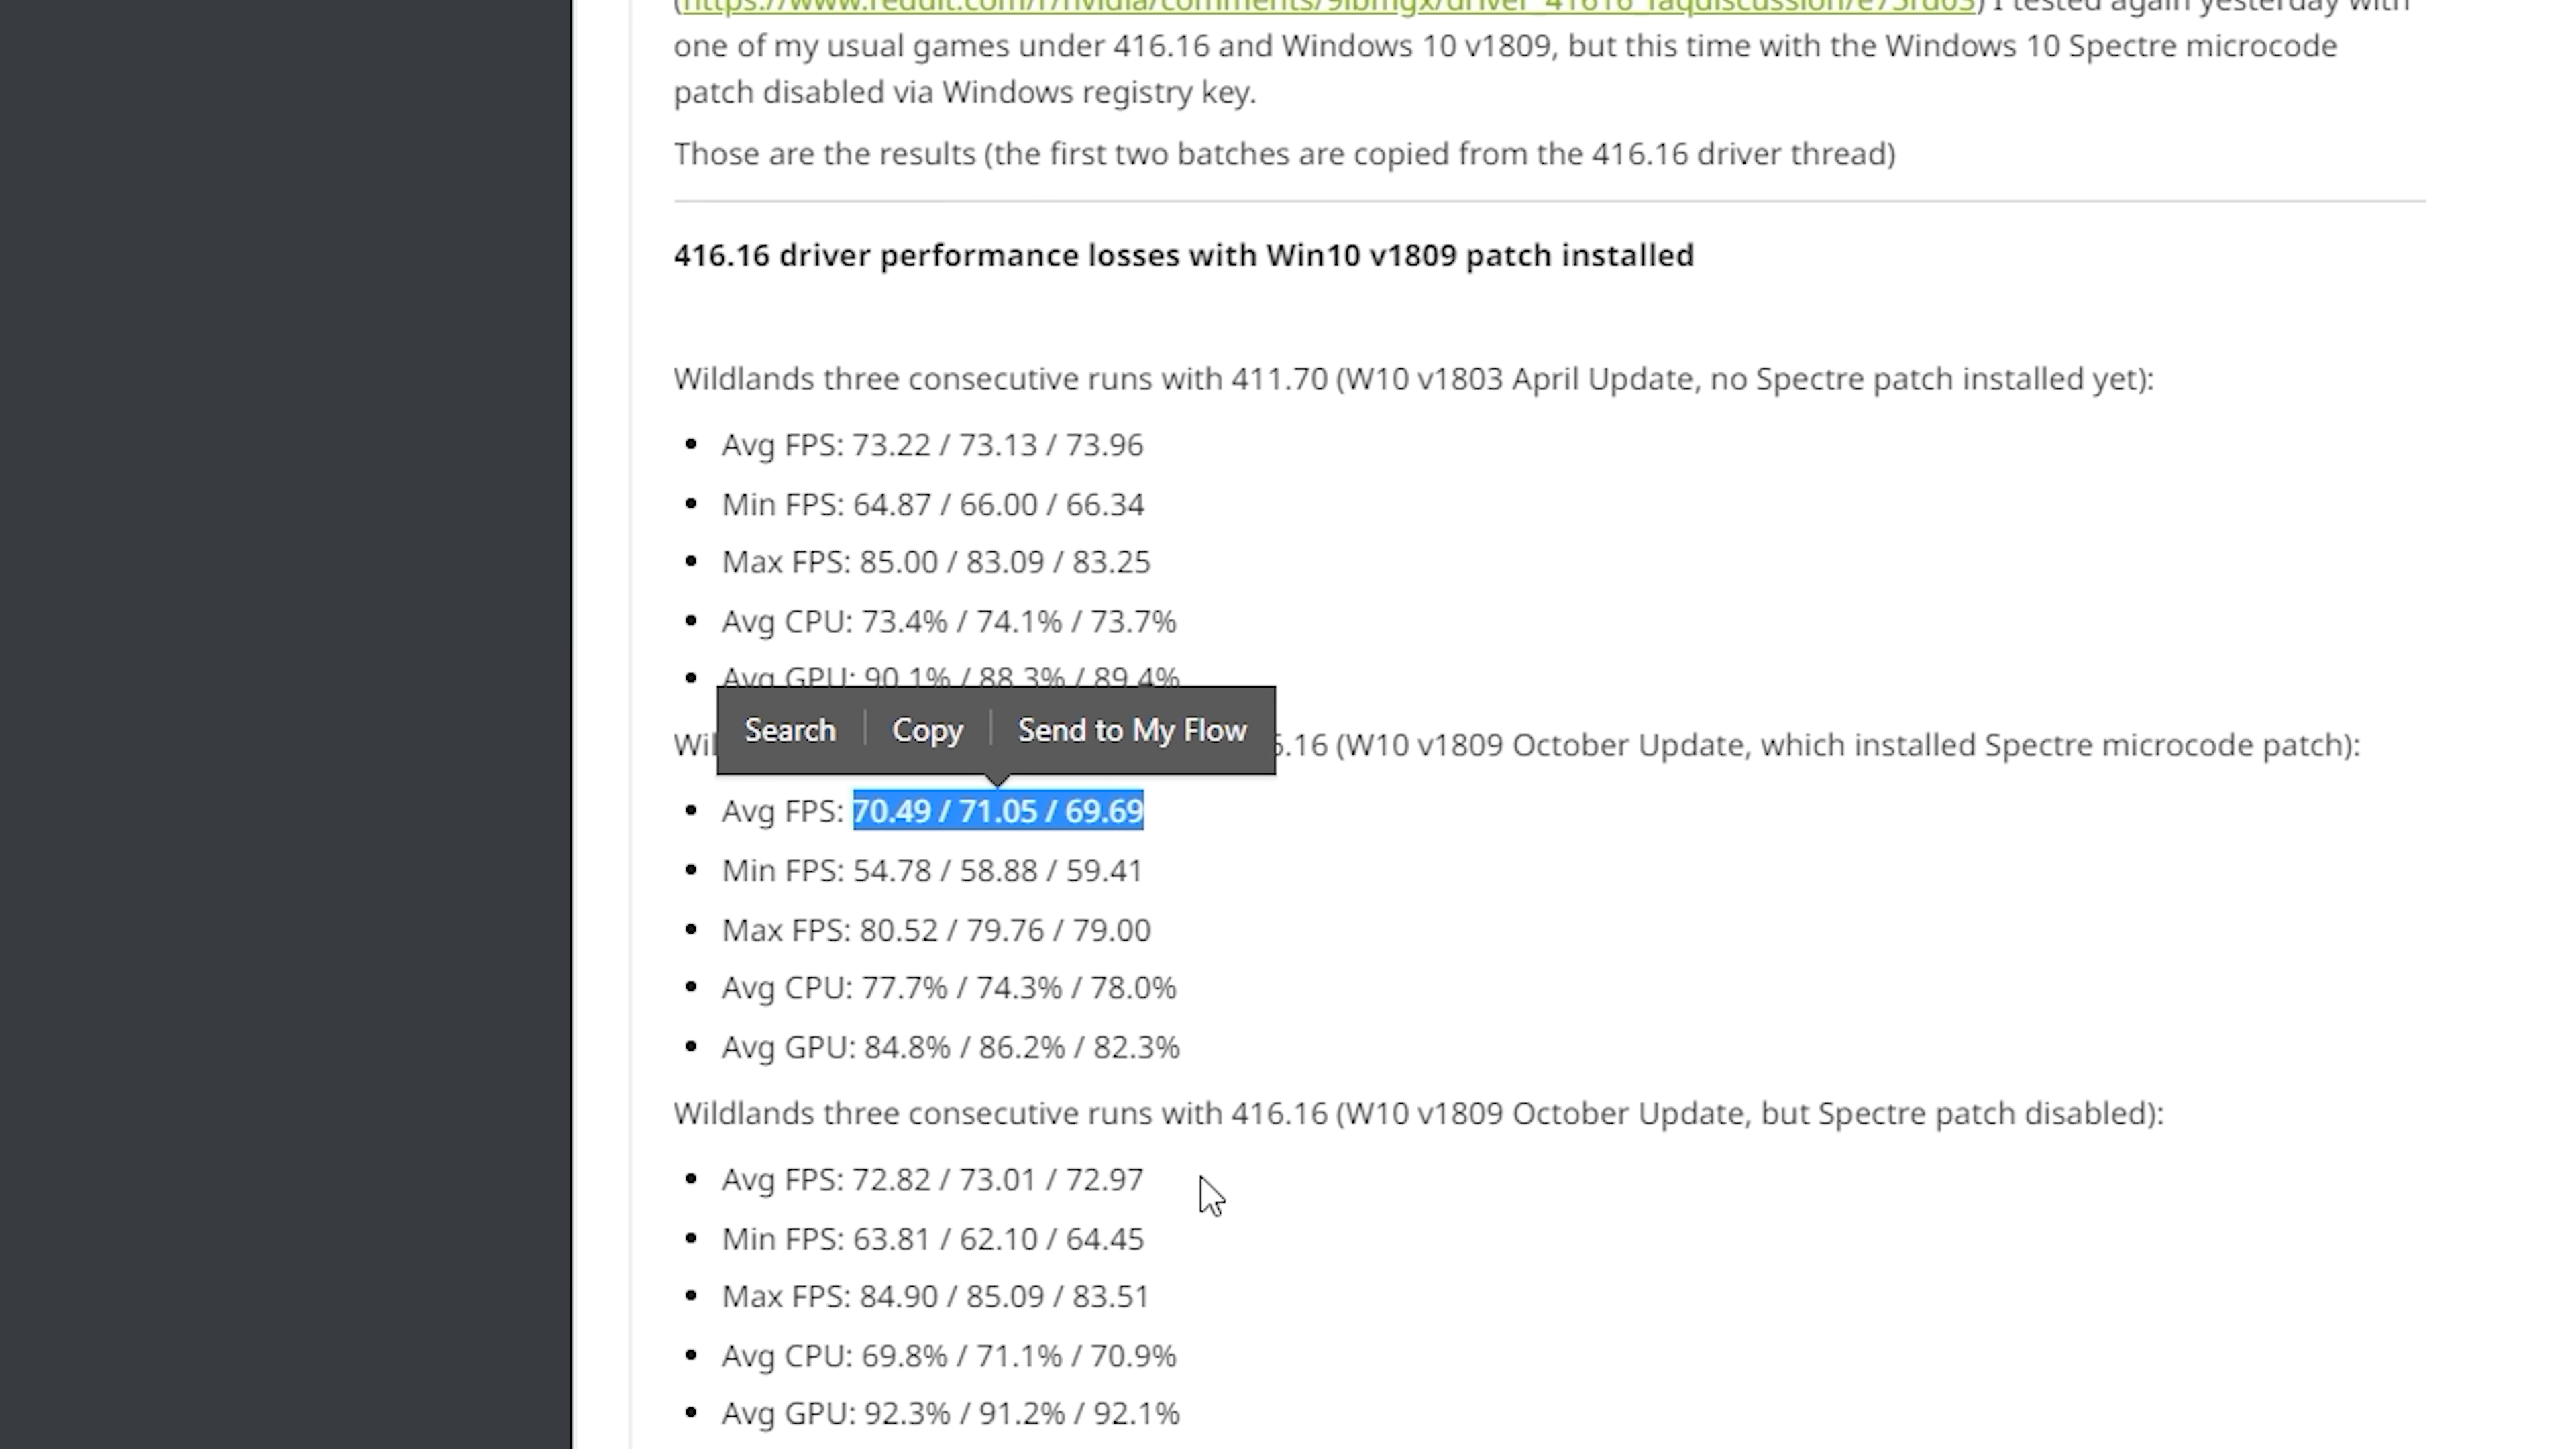 one of my usual games under 416.16 and Windows 10 v1809, but this time with the Windows 10 Spectre microcode
patch disabled via Windows registry key.
Those are the results (the first two batches are copied from the 416.16 driver thread)
416.16 driver performance losses with Win10 v1809 patch installed
Wildlands three consecutive runs with 411.70 (W10 v1803 April Update, no Spectre patch installed yet):
• Avg FPS: 73.22 / 73.13 / 73.96
• Min FPS: 64.87 / 66.00 / 66.34
• Max FPS: 85.00 / 83.09 / 83.25
• Avg CPU: 73.4% / 74.1% / 73.7%
• Avg GPU: 90.1% / 88.3% / 89.4%
Search Copy Send to My Flow
.16 (W10 v1809 October Update, which installed Spectre microcode patch):
• Avg FPS: 70.49 / 71.05 / 69.69
• Min FPS: 54.78 / 58.88 / 59.41
• Max FPS: 80.52 / 79.76 / 79.00
• Avg CPU: 77.7% / 74.3% / 78.0%
• Avg GPU: 84.8% / 86.2% / 82.3%
Wildlands three consecutive runs with 416.16 (W10 v1809 October Update, but Spectre patch disabled):
• Avg FPS: 72.82 / 73.01 / 72.97
• Min FPS: 63.81 / 62.10 / 64.45
• Max FPS: 84.90 / 85.09 / 83.51
• Avg CPU: 69.8% / 71.1% / 70.9%
• Avg GPU: 92.3% / 91.2% / 92.1%